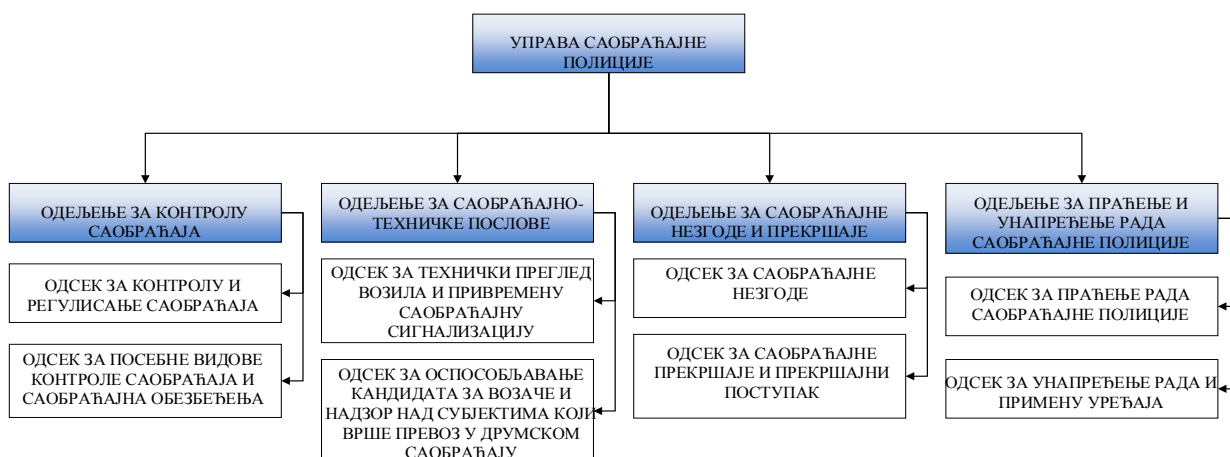 УПРАВА САОБРАЋАЈНЕ
ПОЛИЦИЈЕ
ОДЕЉЕЊЕ ЗА КОНТРОЛУ
САОБРАЋАЈА
ОДСЕК ЗА КОНТРОЛУ И
РЕГУЛИСАЊЕ САОБРАЋАЈА
ОДСЕК ЗА ПОСЕБНЕ ВИДОВЕ
КОНТРОЛЕ САОБРАЋАЈА И
САОБРАЋАЈНА ОБЕЗБЕЂЕЊА
ОДЕЉЕЊЕ ЗА САОБРАЋАЈНО-
ТЕХНИЧКЕ ПОСЛОВЕ
ОДСЕК ЗА ТЕХНИЧКИ ПРЕГЛЕД
ВОЗИЛА И ПРИВРЕМЕНУ
САОБРАЋАЈНУ
СИГНАЛИЗАЦИЈУ
ОДСЕК ЗА ОСПОСОБЉАВАЊЕ
КАНДИДАТА ЗА ВОЗАЧЕ И
НАДЗОР НАД СУБЈЕКТИМА КОЈИ
ВРШЕ ПРЕВОЗ У ДРУМСКОМ
САОБРАЋАЈУ
ОДЕЉЕЊЕ ЗА САОБРАЋАЈНЕ
НЕЗГОДЕ И ПРЕКРШАЈЕ
ОДСЕК ЗА САОБРАЋАЈНЕ
НЕЗГОДЕ
ОДСЕК ЗА САОБРАЋАЈНЕ
ПРЕКРШАЈЕ И ПРЕКРШАЈНИ
ПОСТУПАК
ОДЕЉЕЊЕ ЗА ПРАЋЕЊЕ И
УНАПРЕЂЕЊЕ РАДА
САОБРАЋАЈНЕ ПОЛИЦИЈЕ
ОДСЕК ЗА ПРАЋЕЊЕ РАДА
САОБРАЋАЈНЕ ПОЛИЦИЈЕ
ОДСЕК ЗА УНАПРЕЂЕЊЕ РАДА И
ПРИМЕНУ УРЕЂАЈА